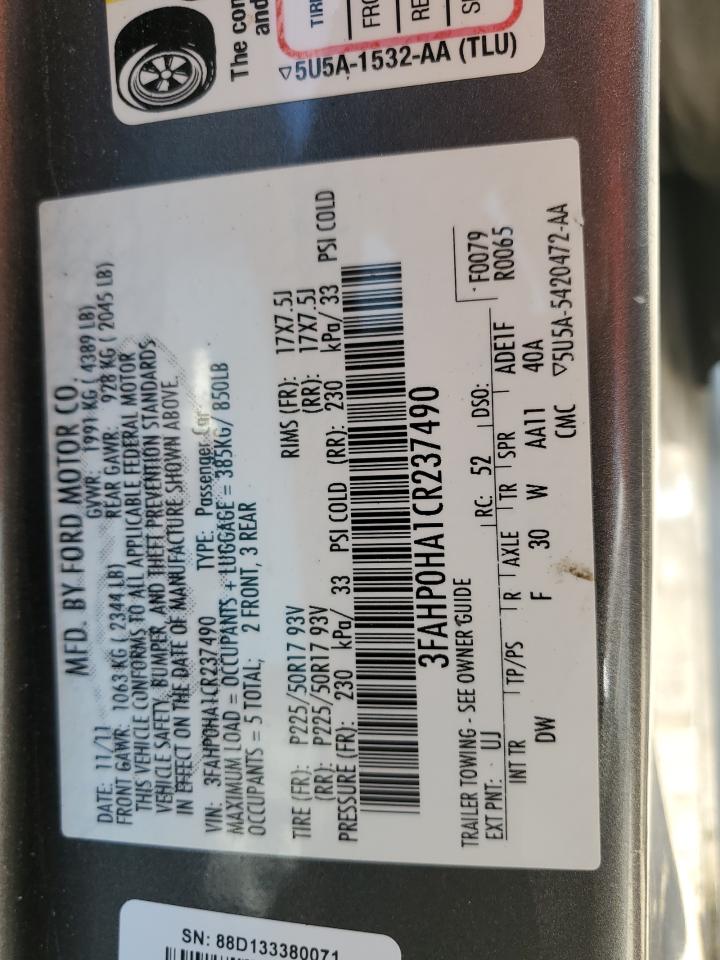 The con
and
TIRE
FRO
RE
S
▽5U5A-1532-AA (TLU)
MFD. BY FORD MOTOR CO.
DATE: 11/11 GVWR: 1991 KG ( 4389 LB)
FRONT GAWR: 1063 KG ( 2344 LB) REAR GAWR: 928 KG ( 2045 LB)
THIS VEHICLE CONFORMS TO ALL APPLICABLE FEDERAL MOTOR
VEHICLE SAFETY, BUMPER, AND THEFT PREVENTION STANDARDS
IN EFFECT ON THE DATE OF MANUFACTURE SHOWN ABOVE.
VIN: 3FAHP0HA1CR237490 TYPE: Passenger Car
MAXIMUM LOAD = OCCUPANTS + LUGGAGE = 385KG/ 850LB
OCCUPANTS = 5 TOTAL; 2 FRONT, 3 REAR
TIRE (FR): P225/50R17 93V RIMS (FR): 17X7.5J
(RR): P225/50R17 93V (RR): 17X7.5J
PRESSURE (FR): 230 kPa/ 33 PSI COLD (RR): 230 kPa/ 33 PSI COLD
3FAHP0HA1CR237490
TRAILER TOWING - SEE OWNER GUIDE F0079
EXT PNT: UJ RC: 52 DSO: R0065
INT TR TP/PS R AXLE TR SPR ADE1F
DW F 30 W AA11 40A
CMC ▽5U5A-5420472-AA
SN: 88D133380071